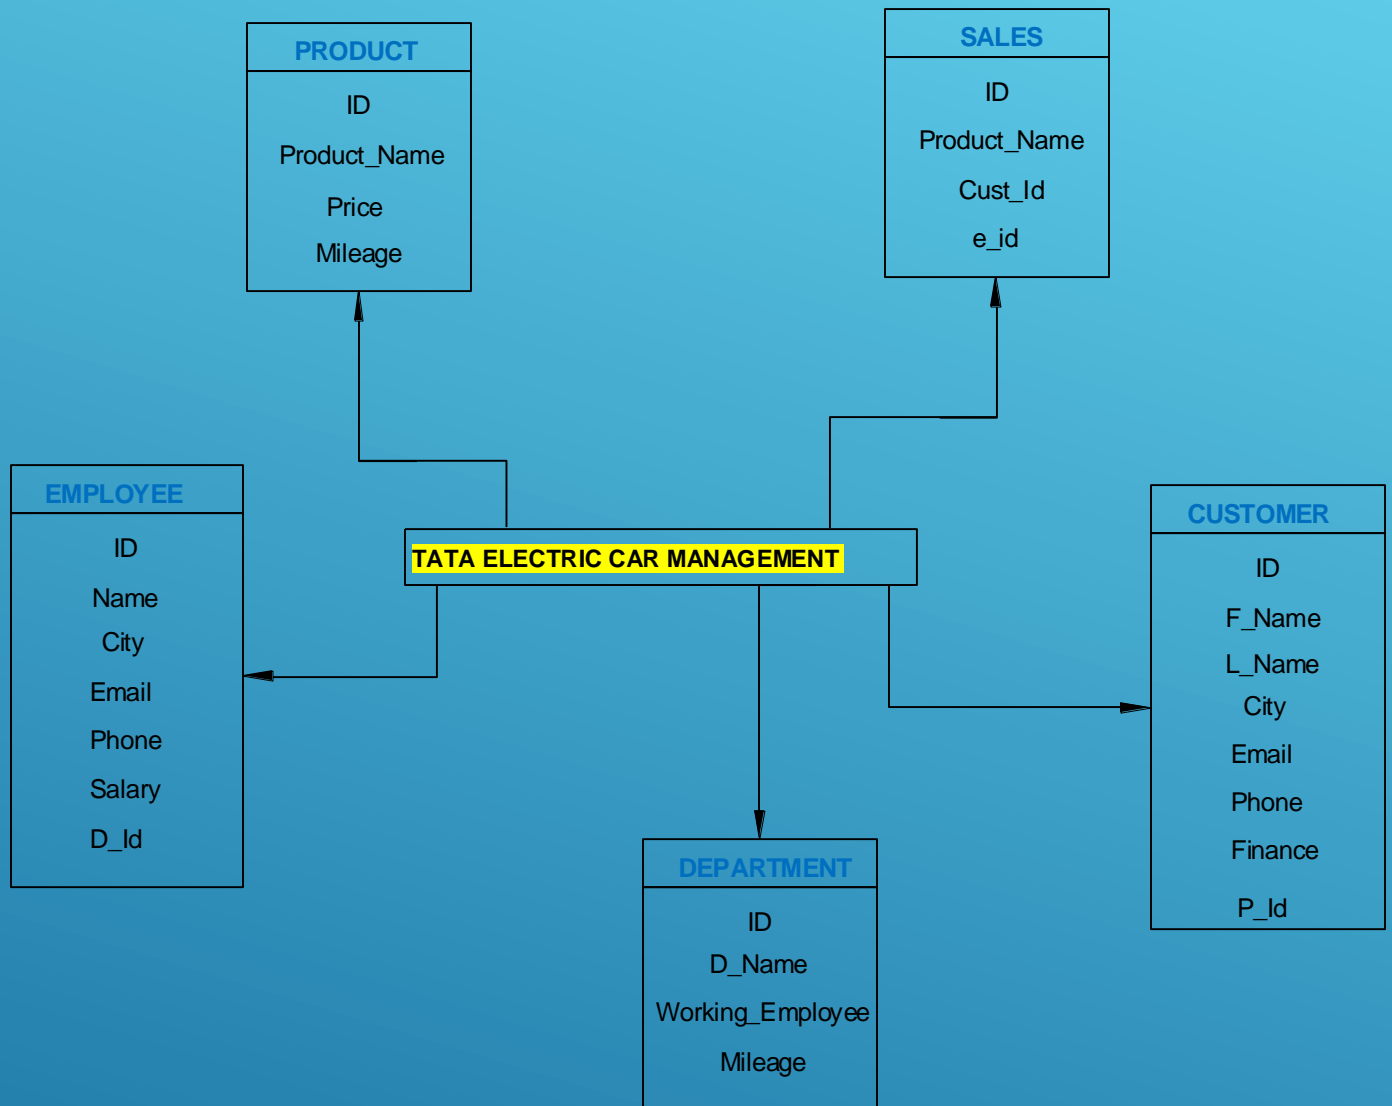 PRODUCT
ID
Product_Name
Price
Mileage
SALES
ID
Product_Name
Cust_Id
e_id
EMPLOYEE
ID
Name
City
Email
Phone
Salary
D_Id
TATA ELECTRIC CAR MANAGEMENT
CUSTOMER
ID
F_Name
L_Name
City
Email
Phone
Finance
P_Id
DEPARTMENT
ID
D_Name
Working_Employee
Mileage